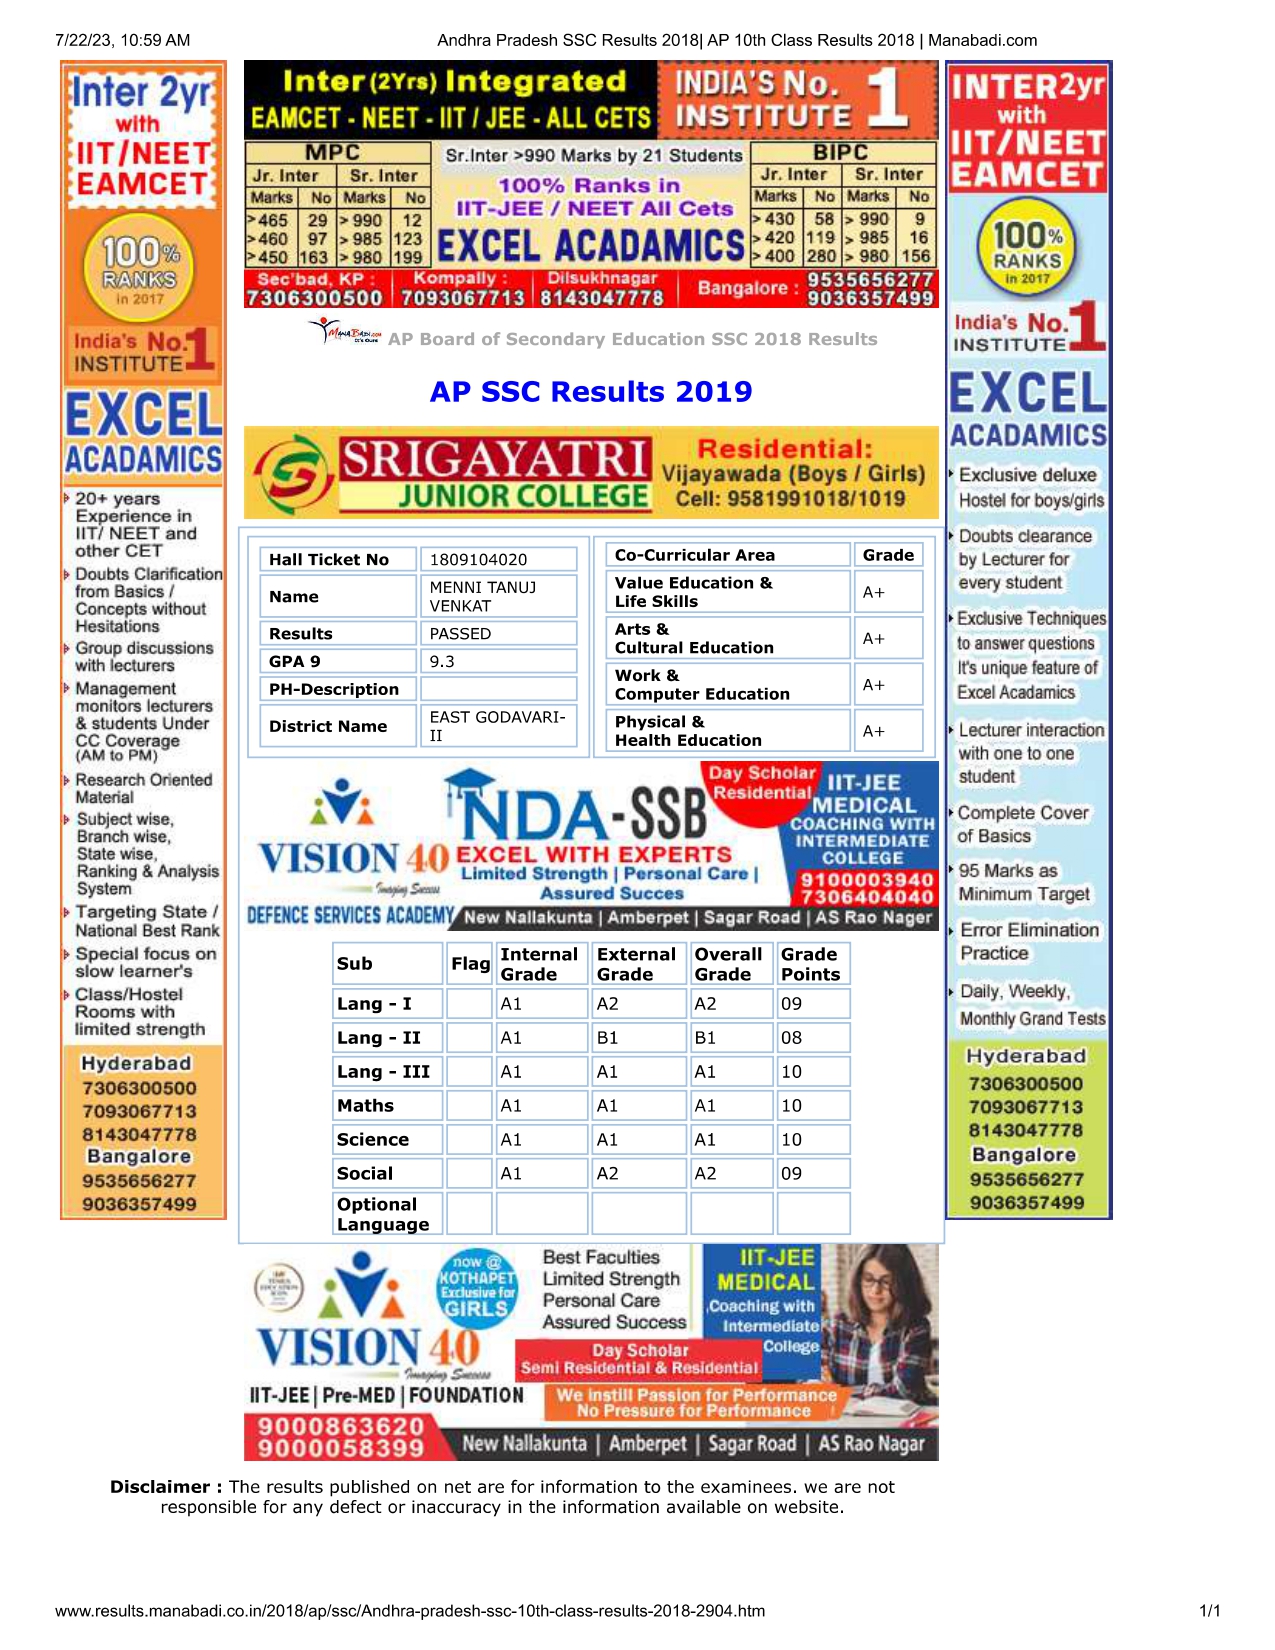 7/22/23, 10:59 AM
Andhra Pradesh SSC Results 2018| AP 10th Class Results 2018 | Manabadi.com
Inter 2yr
with
IIT/NEET
EAMCET
100%
RANKS
in 2017
India's No.1
INSTITUTE
EXCEL
ACADAMICS
20+ years
Experience in
IIT/ NEET and
other CET
Doubts Clarification
from Basics /
Concepts without
Hesitations
Group discussions
with lecturers
Management
monitors lecturers
& students Under
CC Coverage
(AM to PM)
Research Oriented
Material
Subject wise,
Branch wise,
State wise,
Ranking & Analysis
System
Targeting State /
National Best Rank
Special focus on
slow learner's
Class/Hostel
Rooms with
limited strength
Hyderabad
7306300500
7093067713
8143047778
Bangalore
9535656277
9036357499
Inter (2Yrs) Integrated
EAMCET - NEET - IIT / JEE - ALL CETS
INDIA'S No. 1
INSTITUTE
MPC
Jr. Inter Sr. Inter
Marks No Marks No
>465 29 >990 12
>460 97 >985 123
>450 163 >980 199
Sr.Inter >990 Marks by 21 Students
100% Ranks in
IIT-JEE / NEET All Cets
EXCEL ACADAMICS
BIPC
Jr. Inter Sr. Inter
Marks No Marks No
>430 58 >990 9
>420 119 >985 16
>400 280 >980 156
Sec'bad, KP : Kompally : Dilsukhnagar
7306300500 7093067713 8143047778
Bangalore : 9535656277
9036357499
MANABADI.COM
It's Ours
AP Board of Secondary Education SSC 2018 Results
AP SSC Results 2019
SRIGAYATRI
JUNIOR COLLEGE
Residential:
Vijayawada (Boys / Girls)
Cell: 9581991018/1019
Hall Ticket No 1809104020
Name MENNI TANUJ
VENKAT
Results PASSED
GPA 9 9.3
PH-Description
District Name EAST GODAVARI-
II
Co-Curricular Area Grade
Value Education &
Life Skills A+
Arts &
Cultural Education A+
Work &
Computer Education A+
Physical &
Health Education A+
VISION 40
Imaging Success
DEFENCE SERVICES ACADEMY
NDA-SSB
EXCEL WITH EXPERTS
Limited Strength | Personal Care |
Assured Succes
Day Scholar
Residential
IIT-JEE
MEDICAL
COACHING WITH
INTERMEDIATE
COLLEGE
9100003940
7306404040
New Nallakunta | Amberpet | Sagar Road | AS Rao Nager
Sub Flag Internal Grade External Grade Overall Grade Grade Points
Lang - I A1 A2 A2 09
Lang - II A1 B1 B1 08
Lang - III A1 A1 A1 10
Maths A1 A1 A1 10
Science A1 A1 A1 10
Social A1 A2 A2 09
Optional
Language
VISION 40
Imaging Success
IIT-JEE | Pre-MED | FOUNDATION
9000863620
9000058399
now @
KOTHAPET
Exclusive for
GIRLS
Best Faculties
Limited Strength
Personal Care
Assured Success
IIT-JEE
MEDICAL
Coaching with
Intermediate
College
Day Scholar
Semi Residential & Residential
We Instill Passion for Performance
No Pressure for Performance !
New Nallakunta | Amberpet | Sagar Road | AS Rao Nagar
INTER2yr
with
IIT/NEET
EAMCET
100%
RANKS
in 2017
India's No.1
INSTITUTE
EXCEL
ACADAMICS
Exclusive deluxe
Hostel for boys/girls
Doubts clearance
by Lecturer for
every student
Exclusive Techniques
to answer questions
It's unique feature of
Excel Acadamics
Lecturer interaction
with one to one
student
Complete Cover
of Basics
95 Marks as
Minimum Target
Error Elimination
Practice
Daily, Weekly,
Monthly Grand Tests
Hyderabad
7306300500
7093067713
8143047778
Bangalore
9535656277
9036357499
Disclaimer : The results published on net are for information to the examinees. we are not
responsible for any defect or inaccuracy in the information available on website.
www.results.manabadi.co.in/2018/ap/ssc/Andhra-pradesh-ssc-10th-class-results-2018-2904.htm
1/1